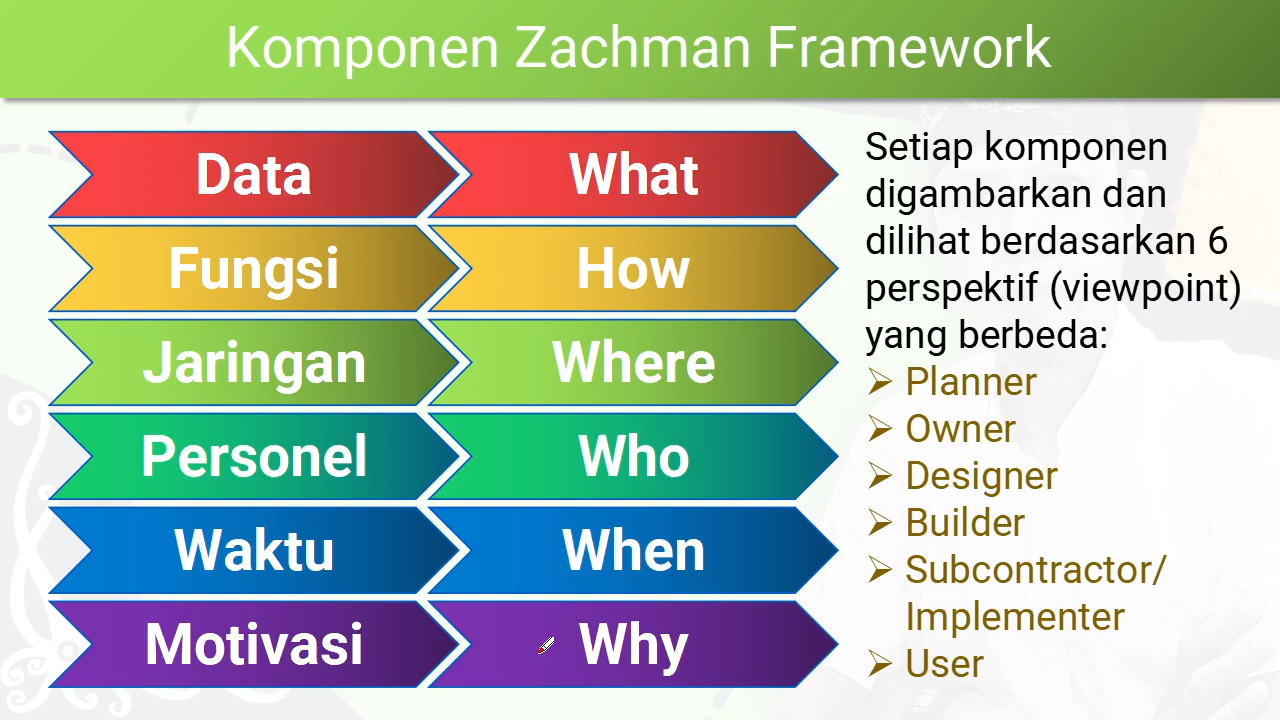 Komponen Zachman Framework
Data
What
Fungsi
How
Jaringan
Where
Personel
Who
Waktu
When
Motivasi
Why
Setiap komponen
digambarkan dan
dilihat berdasarkan 6
perspektif (viewpoint)
yang berbeda:
➢ Planner
➢ Owner
➢ Designer
➢ Builder
➢ Subcontractor/
Implementer
➢ User